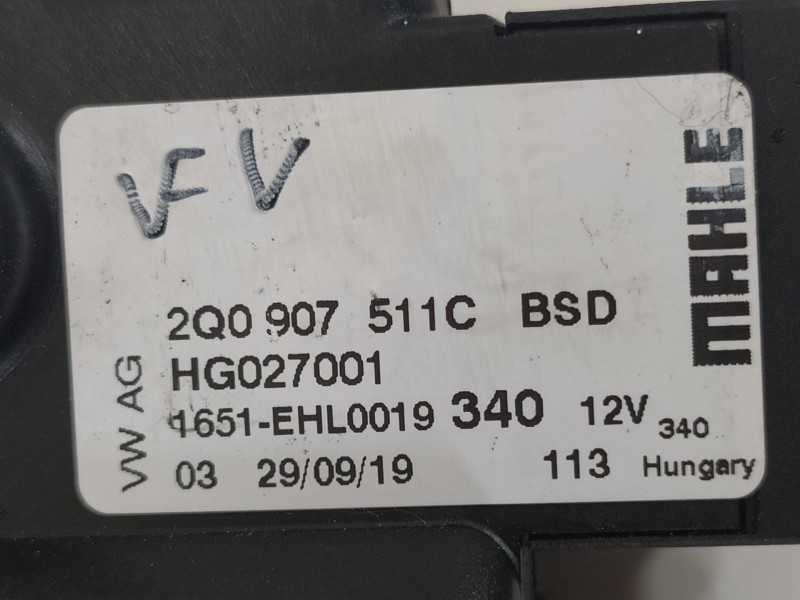 VF V
2Q0 907 511C BSD
HG027001
1651-EHL0019 340 12V 340
03 29/09/19 113 Hungary
VW AG
MAHLE